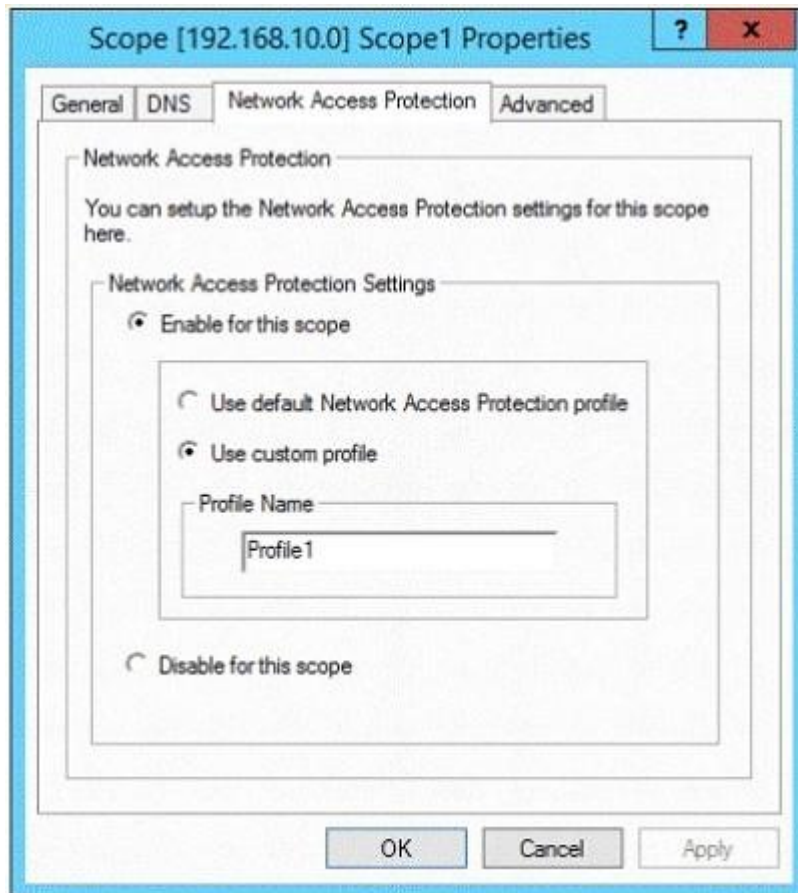 Scope [192.168.10.0] Scope1 Properties
? x
General DNS Network Access Protection Advanced
Network Access Protection
You can setup the Network Access Protection settings for this scope
here.
Network Access Protection Settings
Enable for this scope
Use default Network Access Protection profile
Use custom profile
Profile Name
Profile1
Disable for this scope
OK Cancel Apply